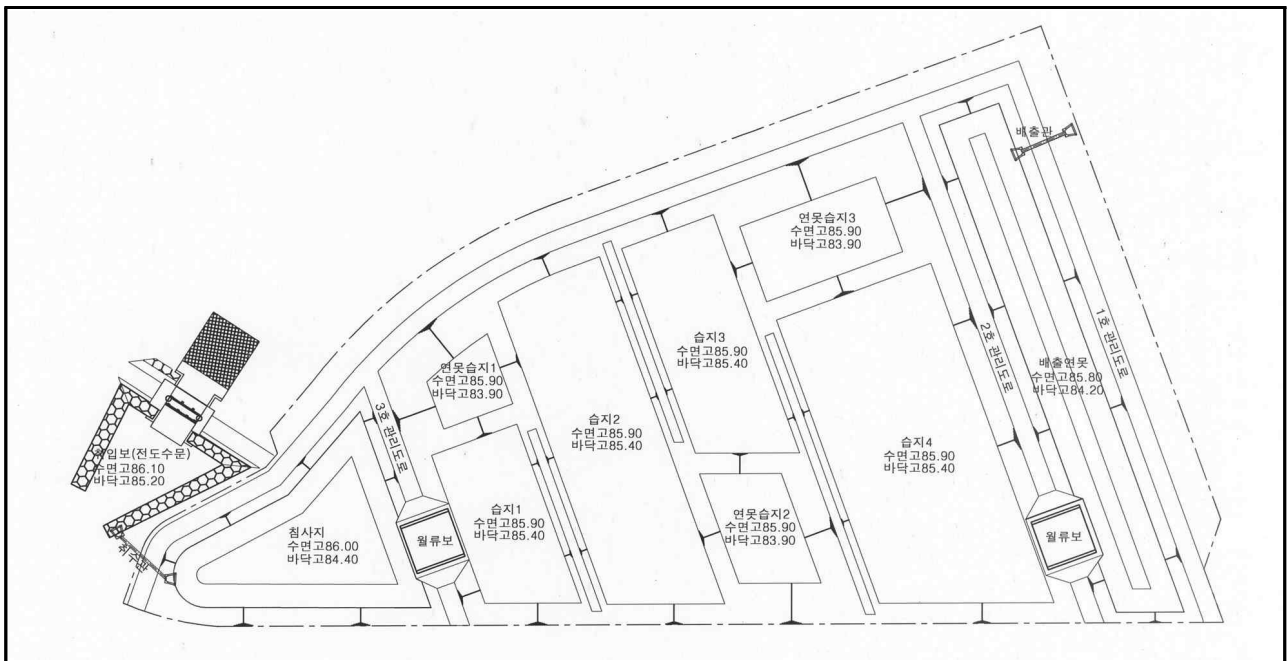 배출관
연못습지3
수면고85.90
바닥고83.90
습지3
수면고85.90
바닥고85.40
2호 관리도로
1호 관리도로
배출연못
수면고85.80
바닥고84.20
연못습지1
수면고85.90
바닥고83.90
3호 관리도로
습지2
수면고85.90
바닥고85.40
습지4
수면고85.90
바닥고85.40
입보(전도수문)
수면고86.10
바닥고85.20
취수관
침사지
수면고86.00
바닥고84.40
월류보
습지1
수면고85.90
바닥고85.40
연못습지2
수면고85.90
바닥고83.90
월류보